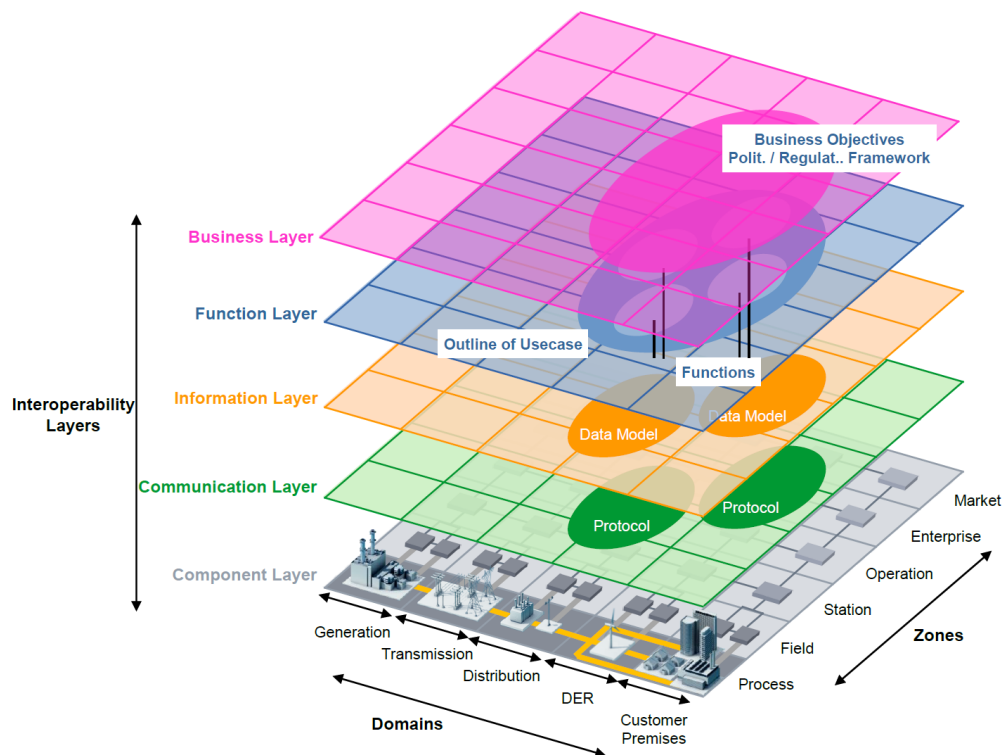 Business Objectives
Polit. / Regulat.. Framework
Business Layer
Function Layer
Outline of Usecase
Functions
Information Layer
Interoperability
Layers
Data Model
Data Model
Communication Layer
Protocol
Protocol
Component Layer
Market
Enterprise
Operation
Station
Field
Process
Zones
Generation
Transmission
Distribution
DER
Customer
Premises
Domains